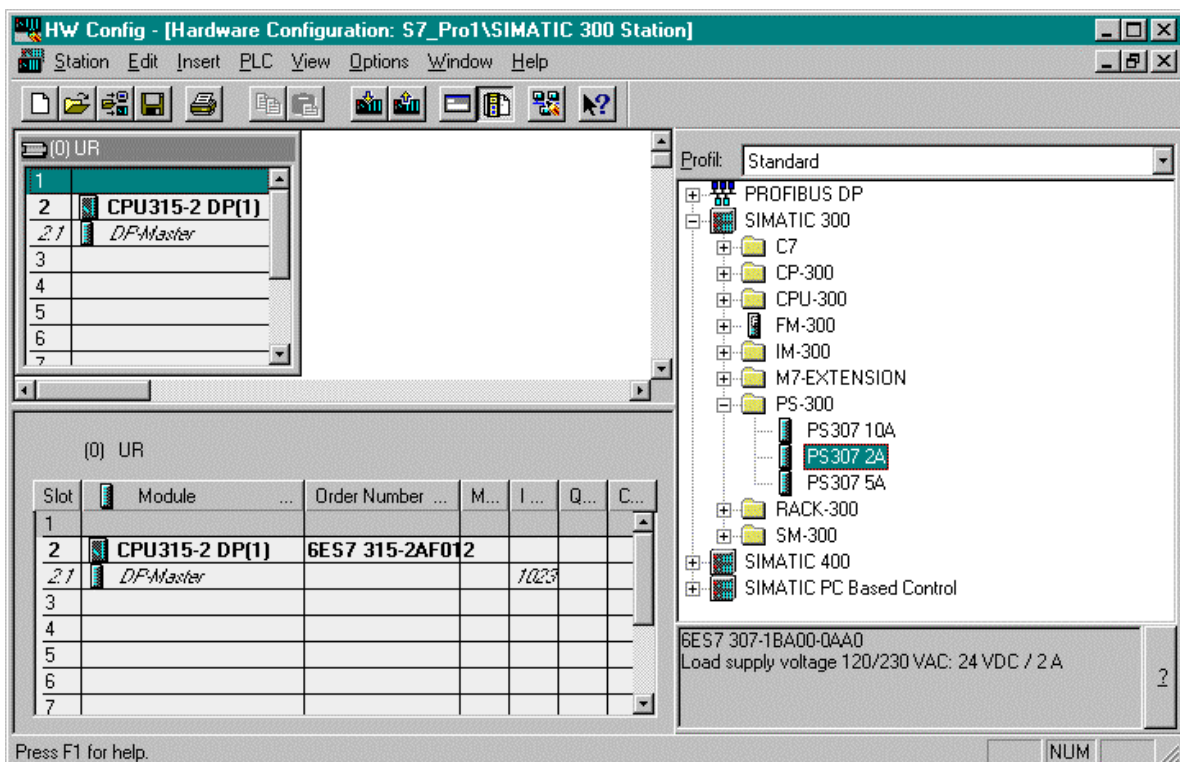 HW Config - [Hardware Configuration: S7_Pro1\SIMATIC 300 Station]
Station Edit Insert PLC View Options Window Help
(0) UR
1
2 CPU315-2 DP(1)
2.1 DP-Master
3
4
5
6
7
Profil: Standard
PROFIBUS DP
SIMATIC 300
C7
CP-300
CPU-300
FM-300
IM-300
M7-EXTENSION
PS-300
PS307 10A
PS307 2A
PS307 5A
RACK-300
SM-300
SIMATIC 400
SIMATIC PC Based Control
(0) UR
Slot Module ... Order Number ... M... I ... Q... C...
1
2 CPU315-2 DP(1) 6ES7 315-2AF012
2.1 DP-Master 1023
3
4
5
6
7
6ES7 307-1BA00-0AA0
Load supply voltage 120/230 VAC: 24 VDC / 2 A
?
Press F1 for help.
NUM